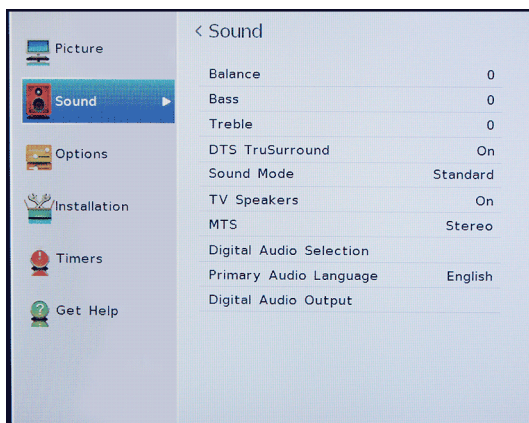 Picture
Sound
Options
Installation
Timers
Get Help
< Sound
Balance 0
Bass 0
Treble 0
DTS TruSurround On
Sound Mode Standard
TV Speakers On
MTS Stereo
Digital Audio Selection
Primary Audio Language English
Digital Audio Output